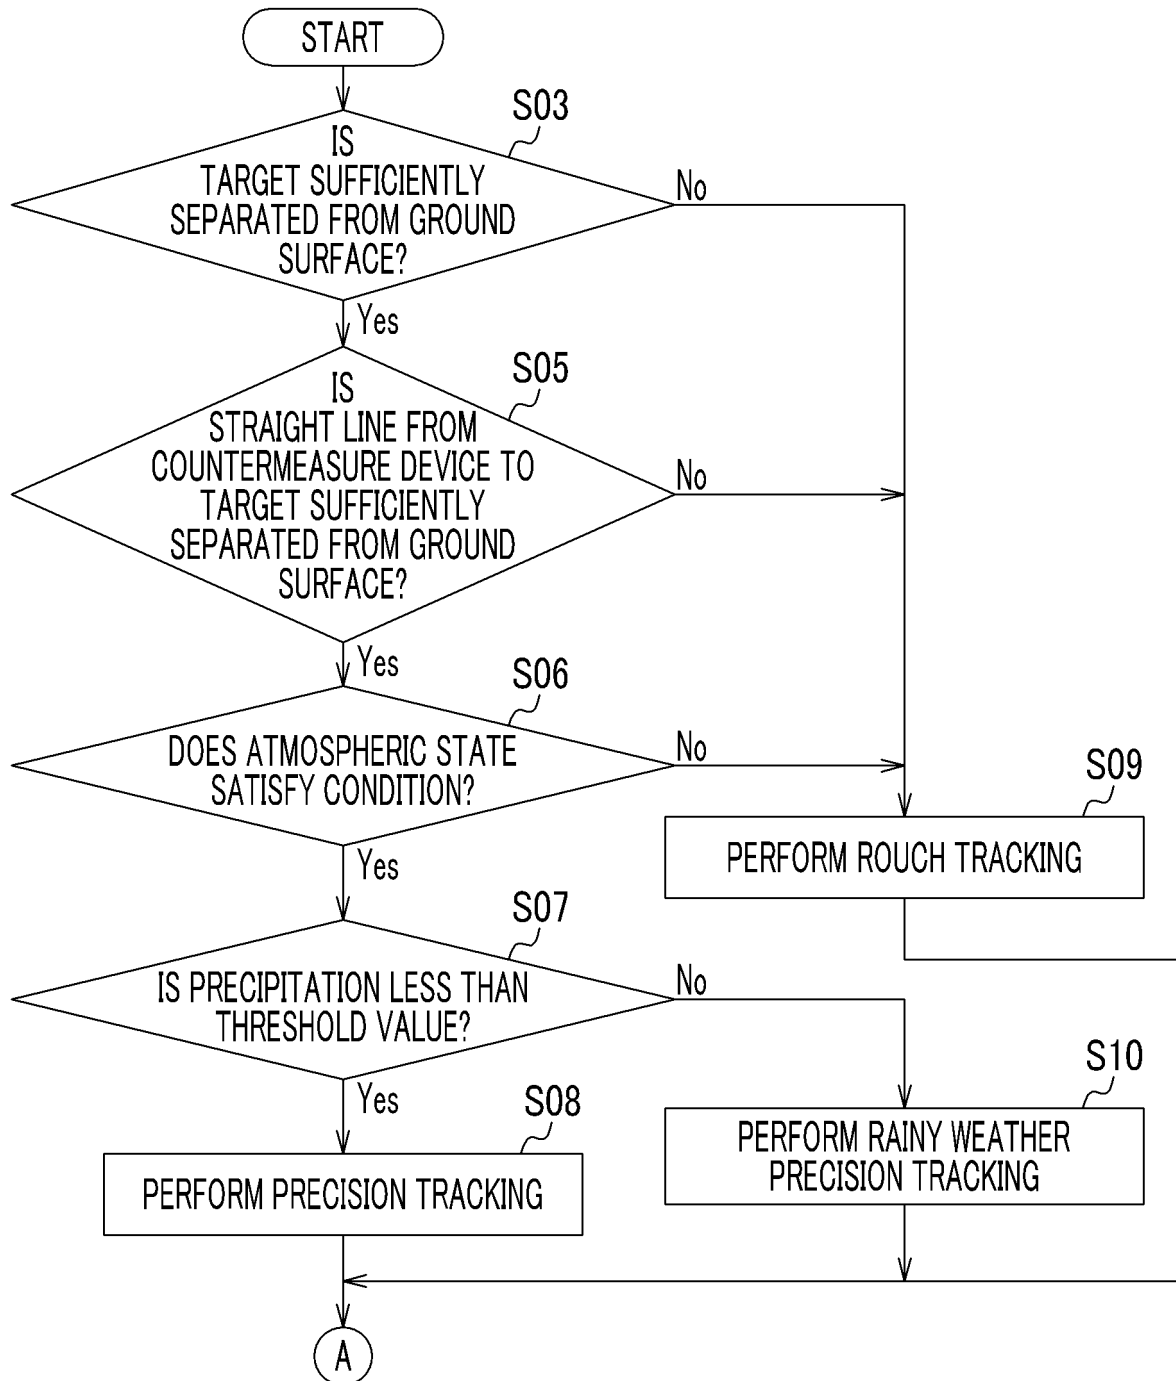 START
S03
IS
TARGET SUFFICIENTLY
SEPARATED FROM GROUND
SURFACE?
No
Yes
S05
IS
STRAIGHT LINE FROM
COUNTERMEASURE DEVICE TO
TARGET SUFFICIENTLY
SEPARATED FROM GROUND
SURFACE?
No
Yes
S06
DOES ATMOSPHERIC STATE
SATISFY CONDITION?
No
Yes
S09
PERFORM ROUCH TRACKING
S07
IS PRECIPITATION LESS THAN
THRESHOLD VALUE?
No
Yes
S08
PERFORM PRECISION TRACKING
S10
PERFORM RAINY WEATHER
PRECISION TRACKING
A